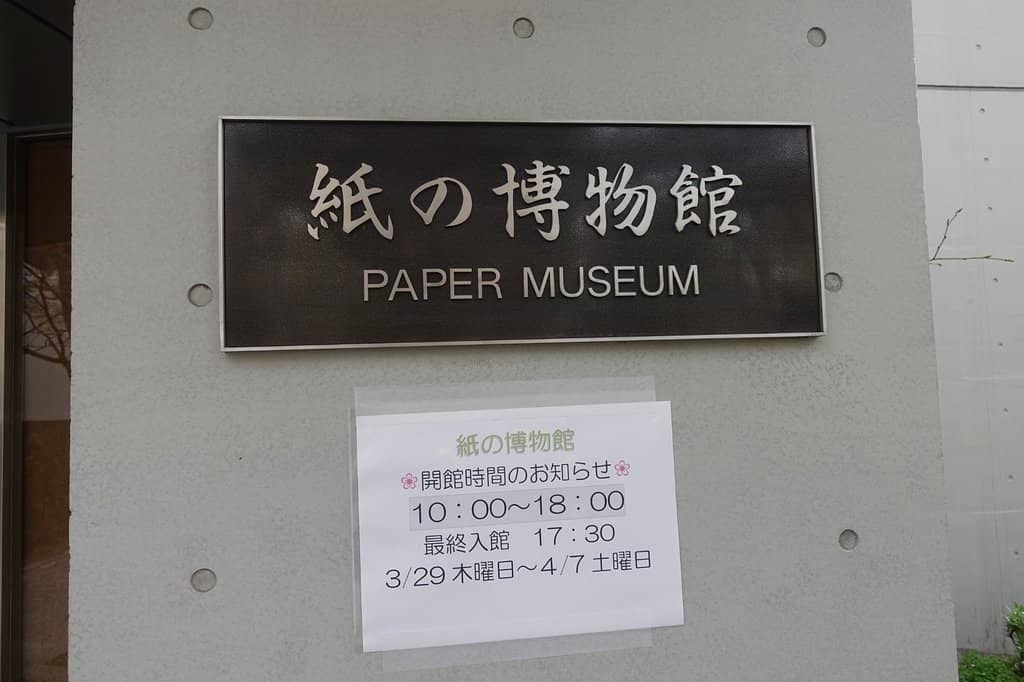 紙の博物館
PAPER MUSEUM
紙の博物館
🌸開館時間のお知らせ🌸
10：00～18：00
最終入館　17：30
3/29 木曜日～4/7 土曜日